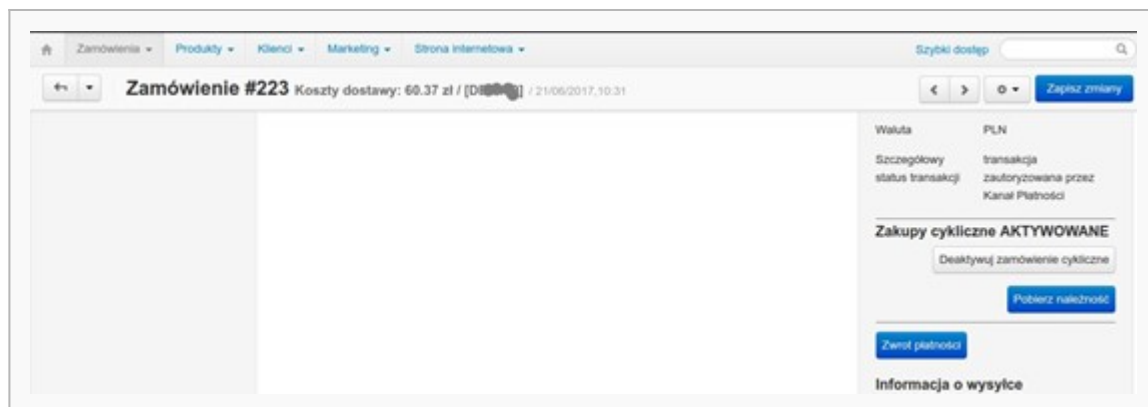 Zamówienia Produkty Klienci Marketing Strona internetowa Szybki dostęp
Zamówienie #223 Koszty dostawy: 60.37 zł / / 21/06/2017, 10:31 Zapisz zmiany
Waluta PLN
Szczegółowy transakcja
status transakcji zautoryzowana przez
Kanał Płatności
Zakupy cykliczne AKTYWOWANE
Deaktywuj zamówienie cykliczne
Pobierz należność
Zwrot płatności
Informacja o wysyłce